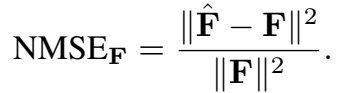 NMSE_𝐅 = ‖𝐅̂ − 𝐅‖² / ‖𝐅‖².